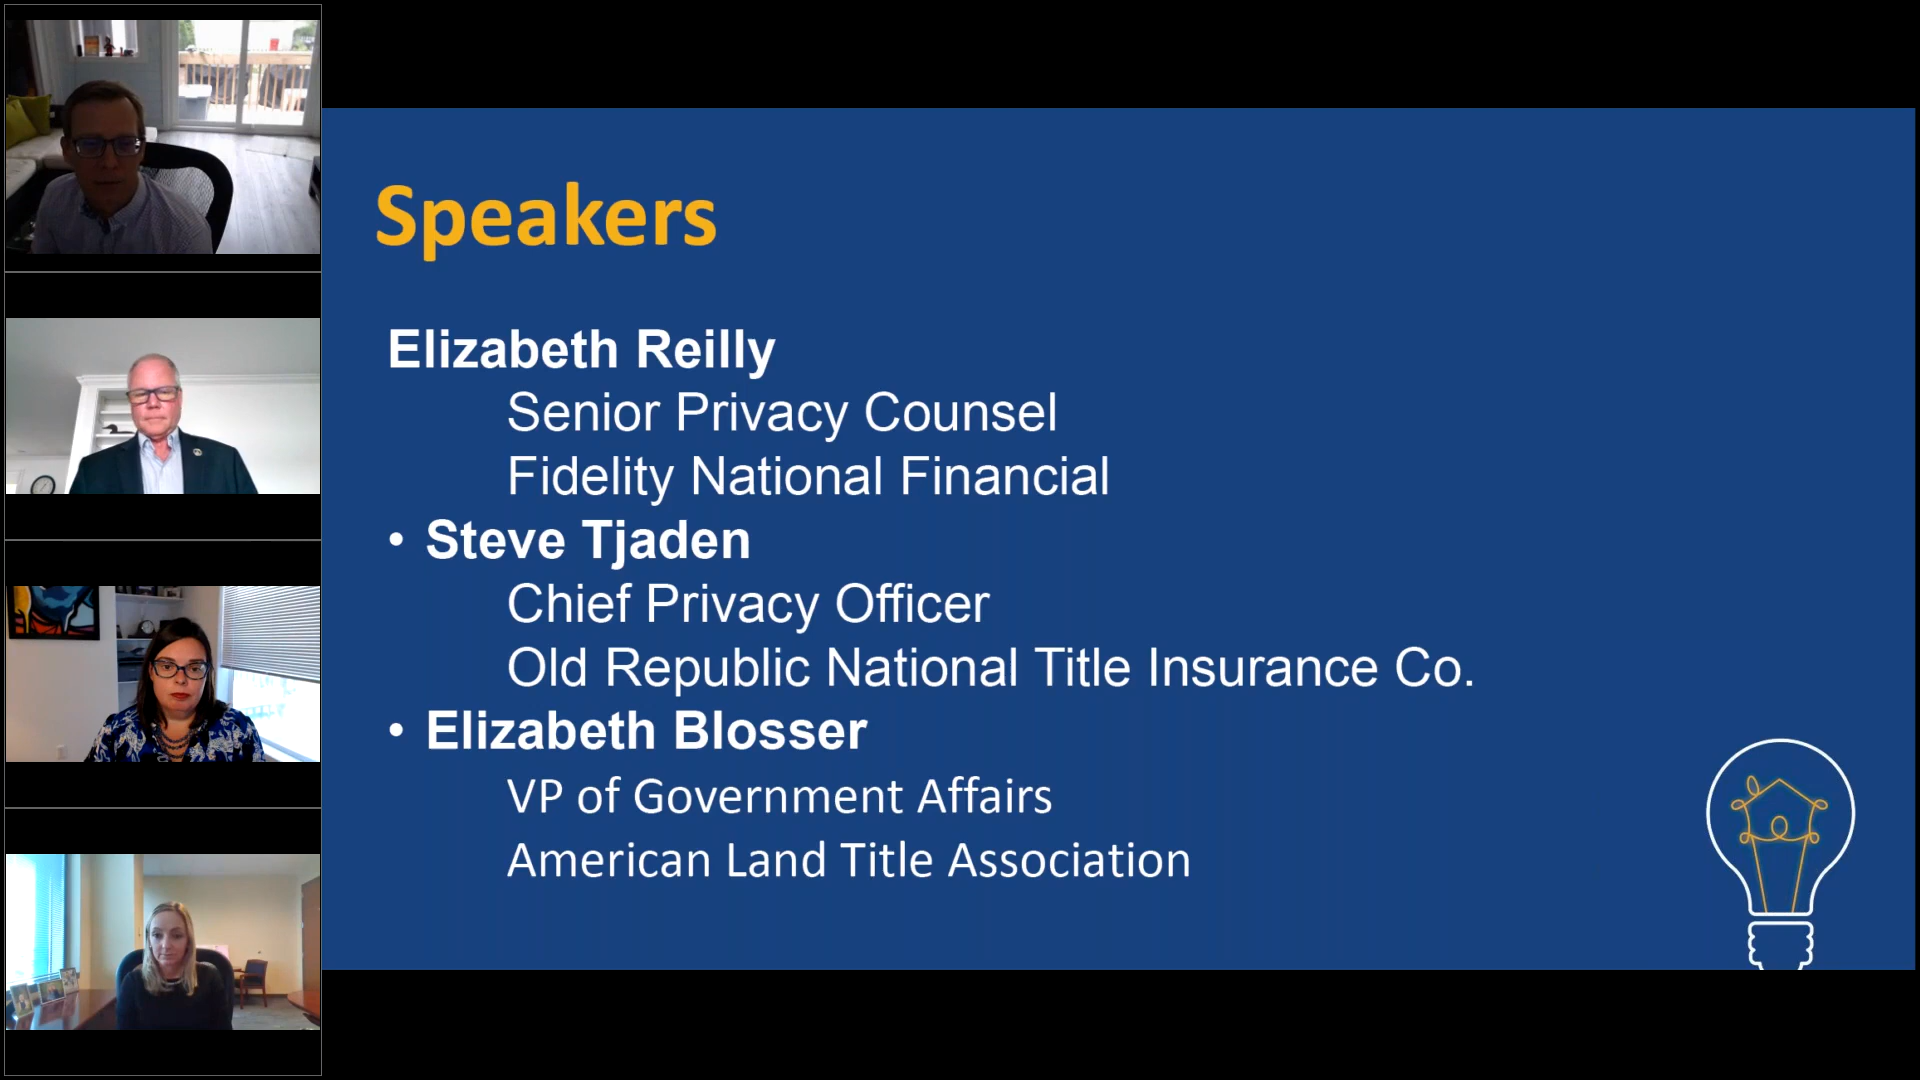 Speakers
Elizabeth Reilly
Senior Privacy Counsel
Fidelity National Financial
• Steve Tjaden
Chief Privacy Officer
Old Republic National Title Insurance Co.
• Elizabeth Blosser
VP of Government Affairs
American Land Title Association